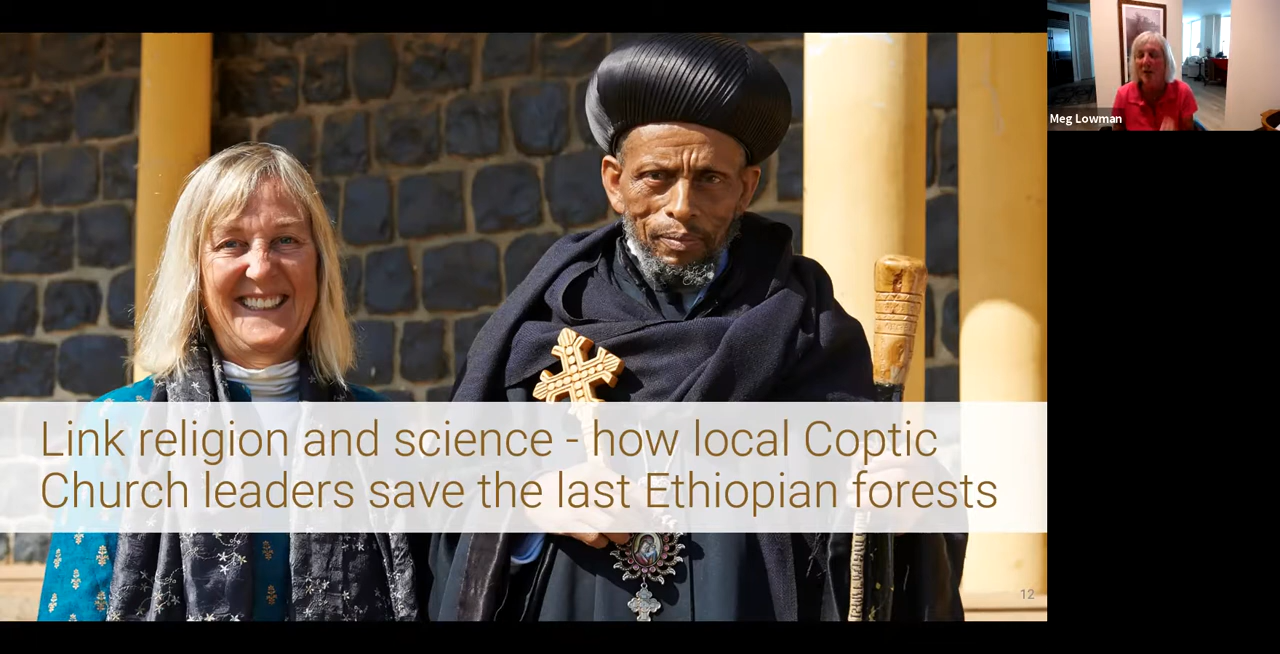 Meg Lowman
Link religion and science - how local Coptic
Church leaders save the last Ethiopian forests
12